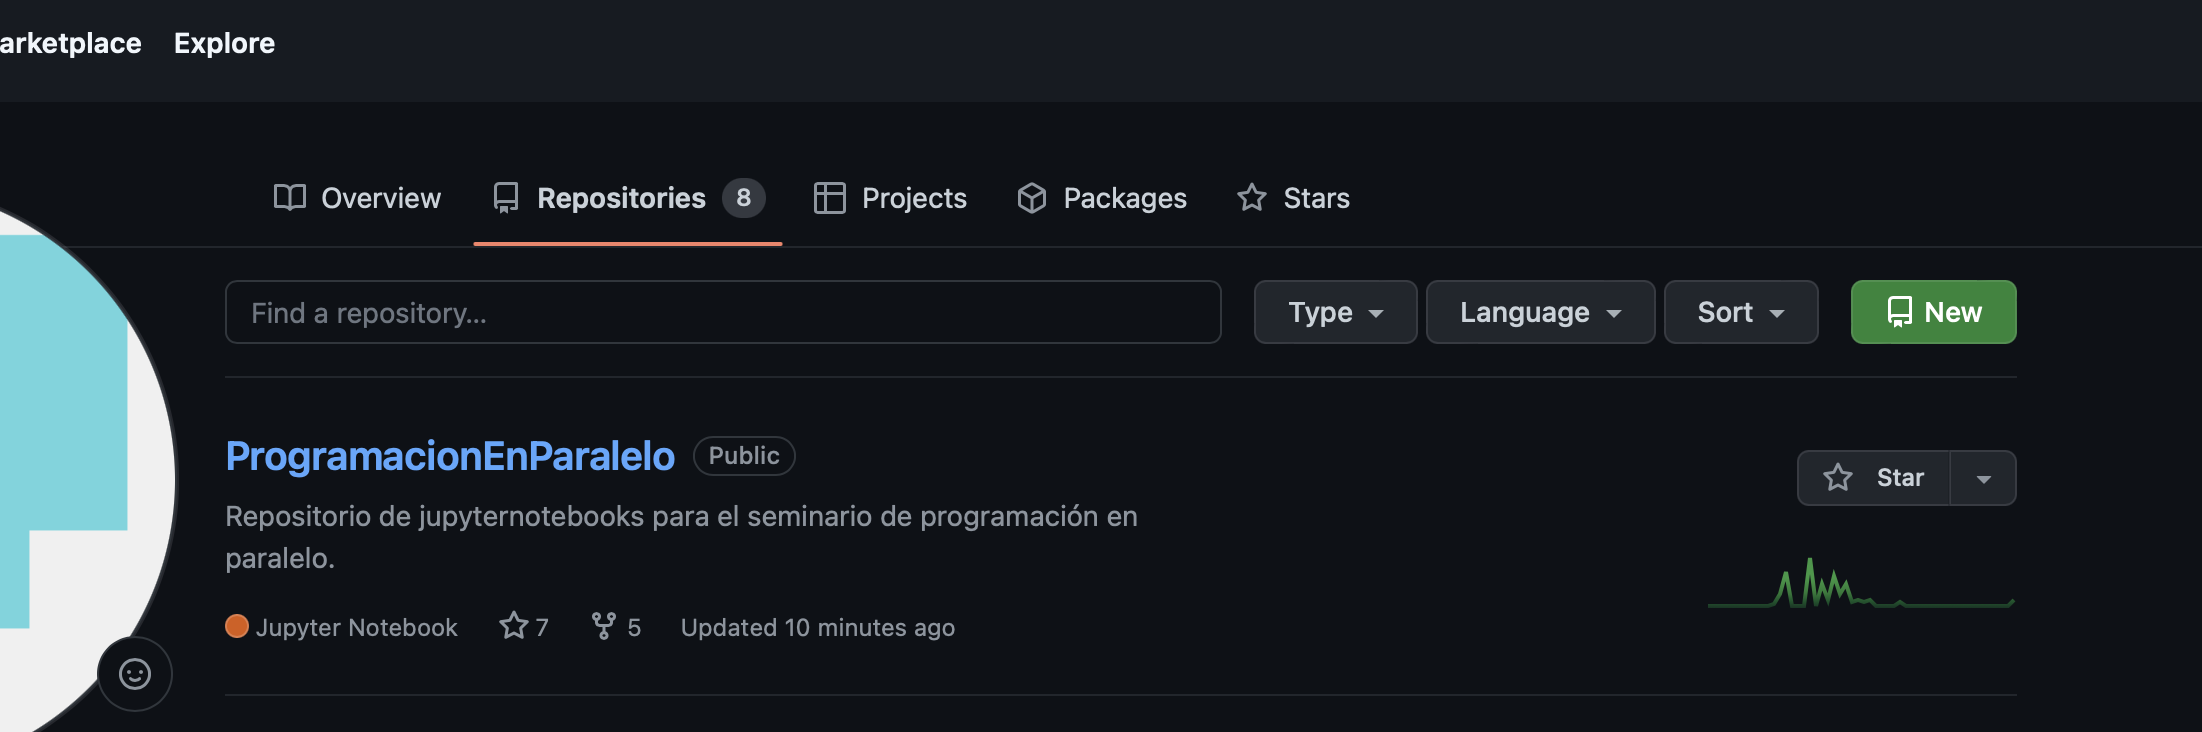 arketplace Explore
Overview Repositories 8 Projects Packages Stars
Find a repository... Type Language Sort New
ProgramacionEnParalelo Public
Star
Repositorio de jupyternotebooks para el seminario de programación en
paralelo.
Jupyter Notebook 7 5 Updated 10 minutes ago